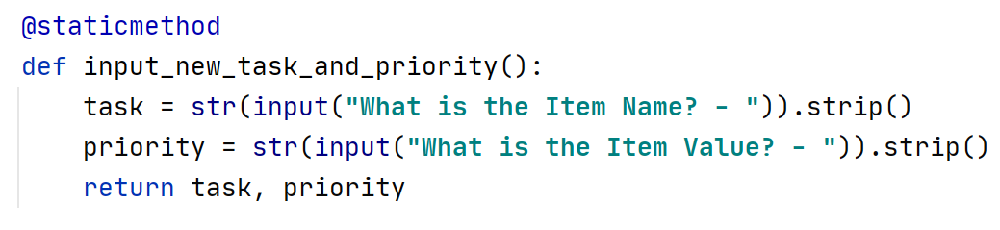 @staticmethod
def input_new_task_and_priority():
    task = str(input("What is the Item Name? - ")).strip()
    priority = str(input("What is the Item Value? - ")).strip()
    return task, priority